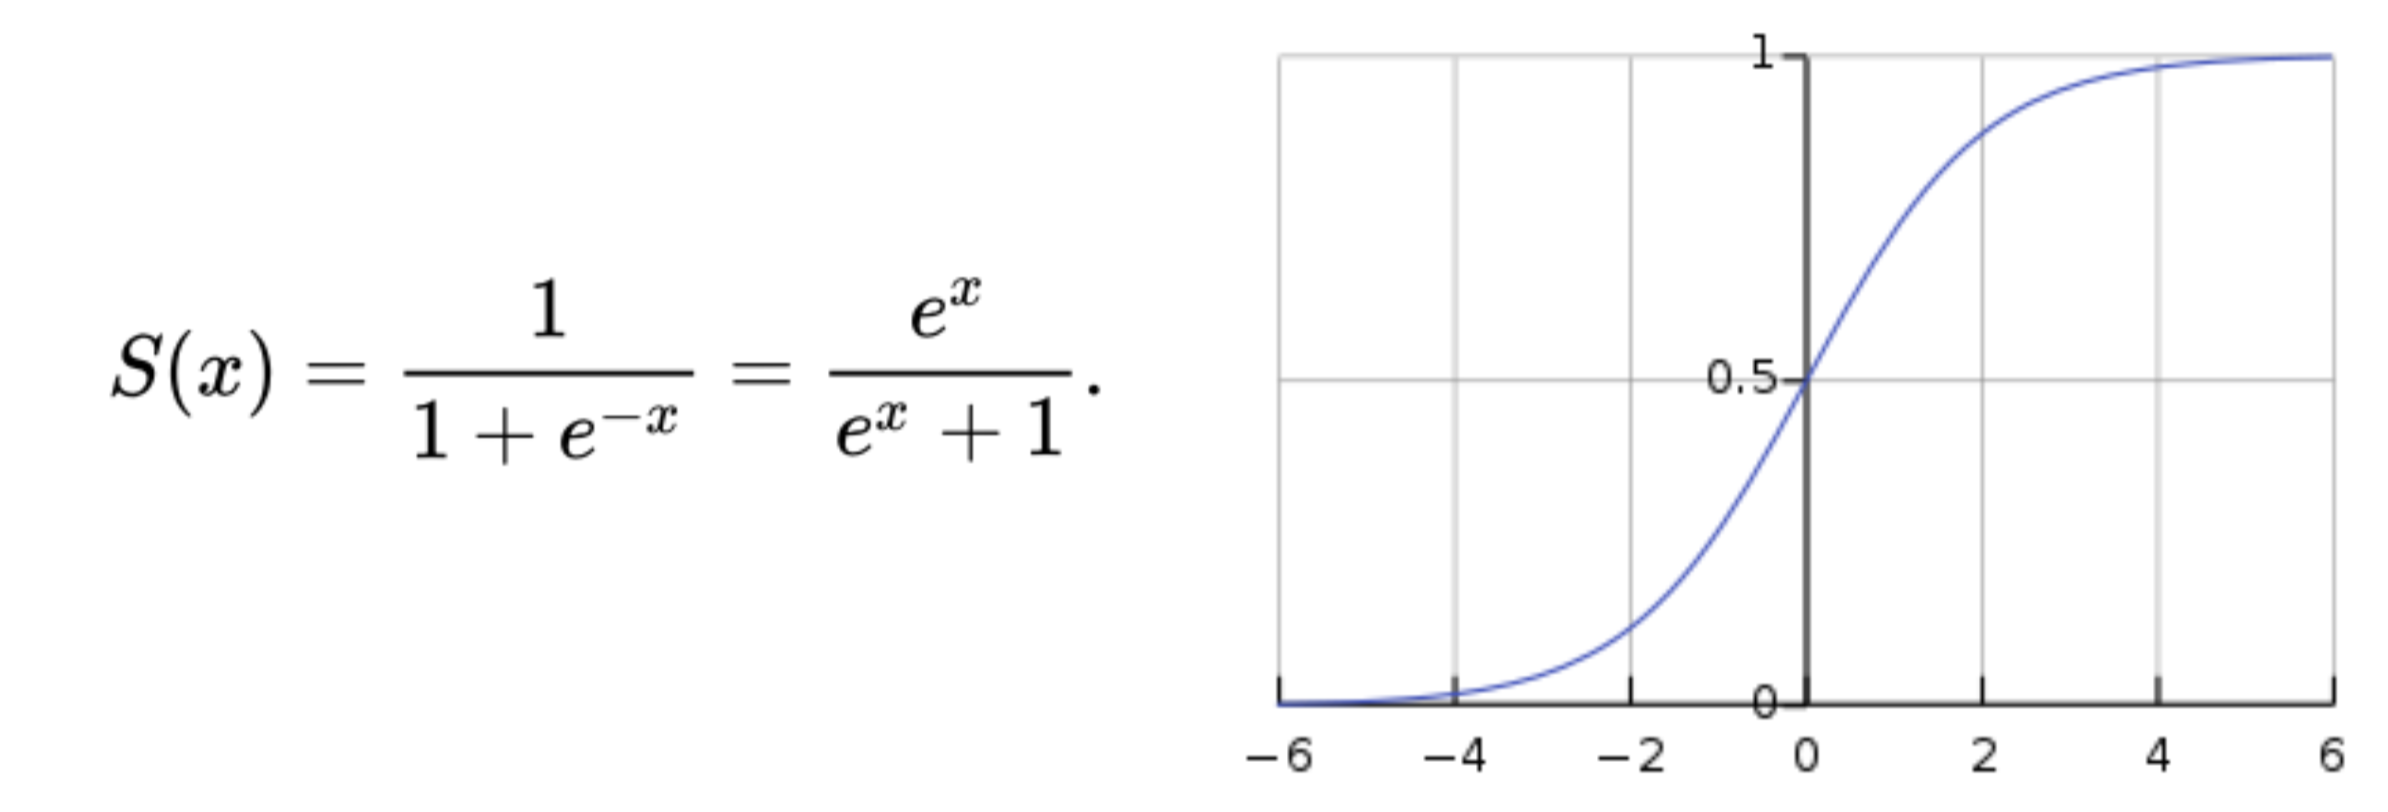 S(x) = 1 / (1 + e^{-x}) = e^x / (e^x + 1).
1
0.5
0
−6 −4 −2 0 2 4 6